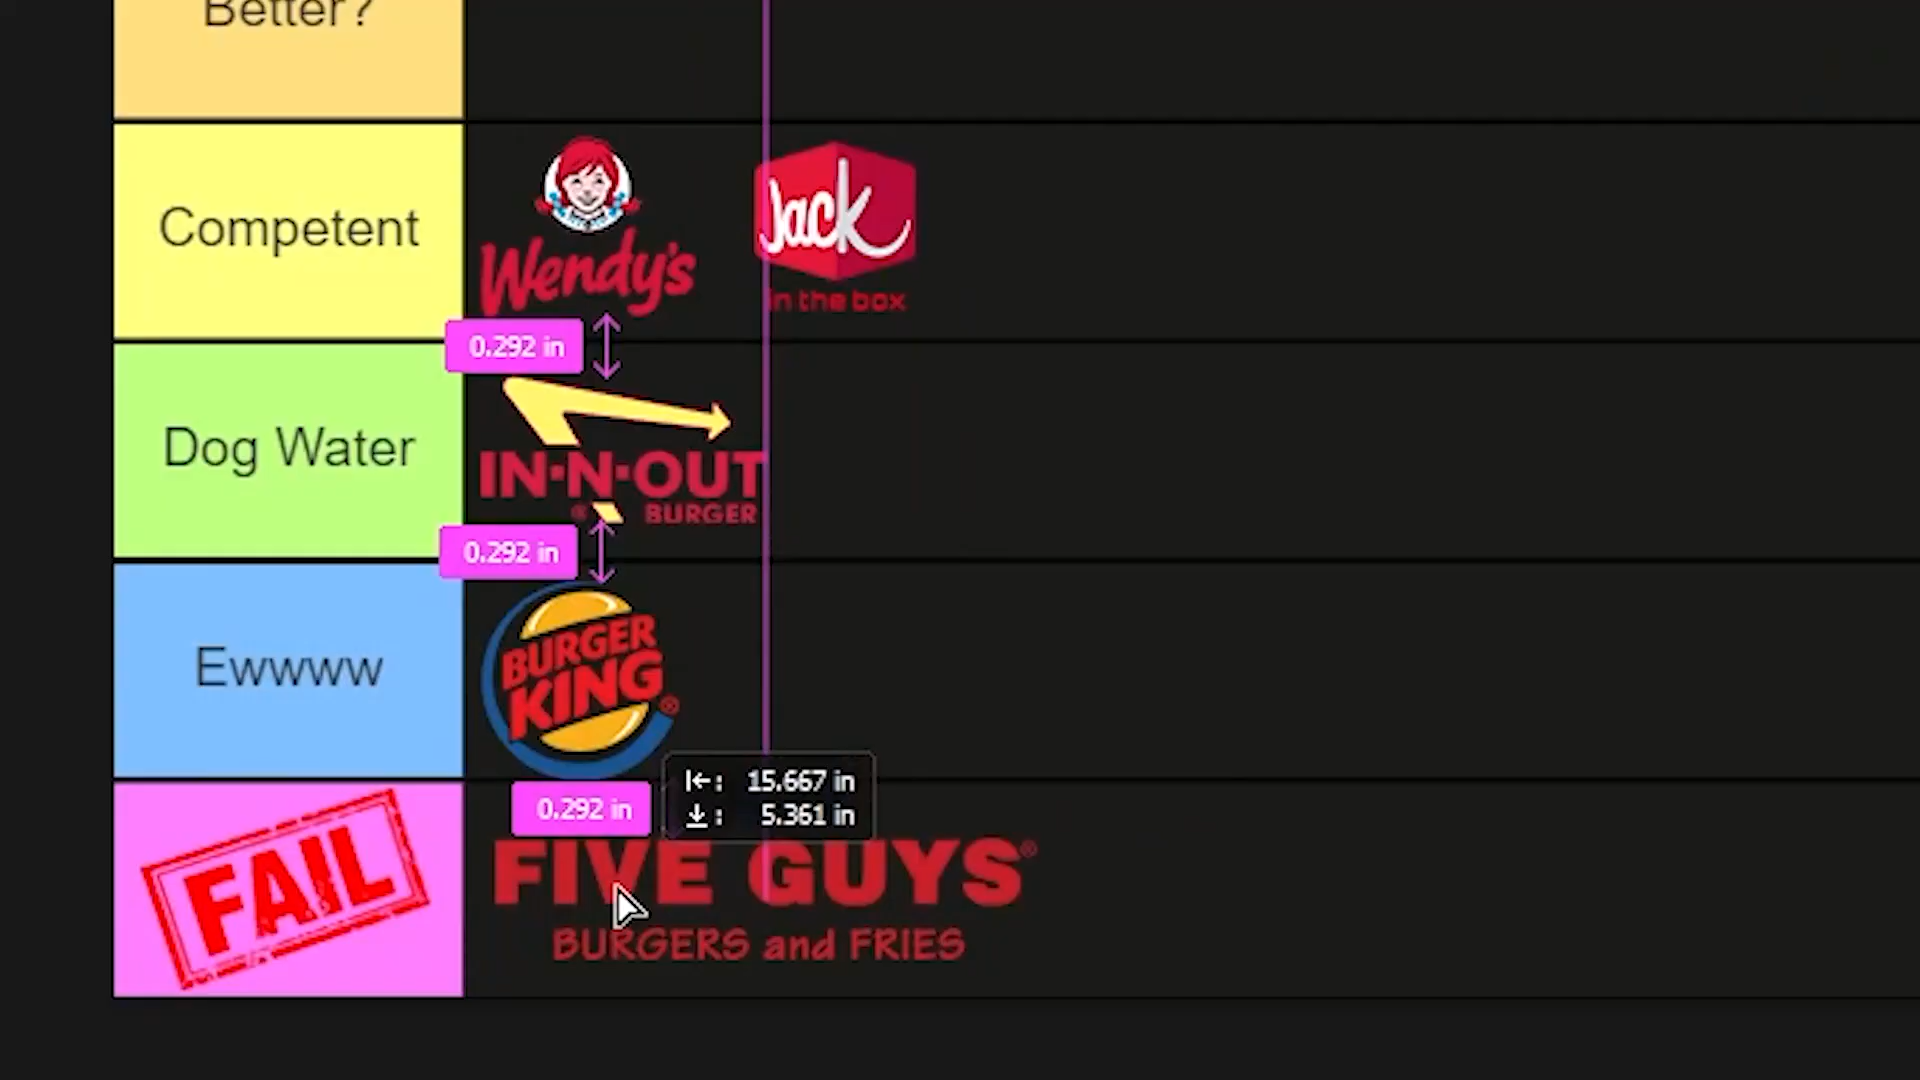 Better?
Competent
Wendy's
Jack
in the box
0.292 in
Dog Water
IN-N-OUT
® BURGER
0.292 in
Ewwww
BURGER
KING®
0.292 in
|←: 15.667 in
↓: 5.361 in
FAIL
FIVE GUYS®
BURGERS and FRIES